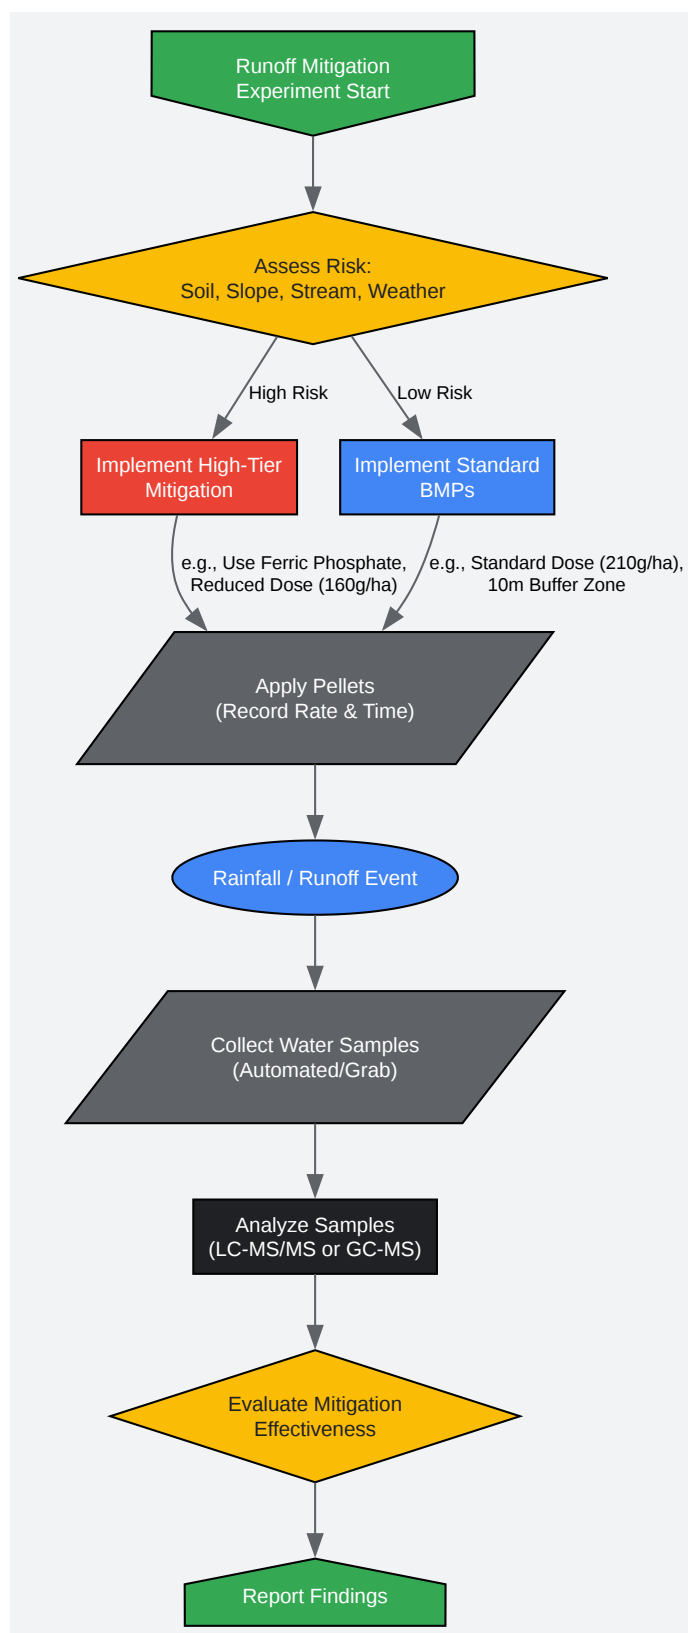 Runoff Mitigation
Experiment Start
Assess Risk:
Soil, Slope, Stream, Weather
High Risk
Low Risk
Implement High-Tier
Mitigation
Implement Standard
BMPs
e.g., Use Ferric Phosphate,
Reduced Dose (160g/ha)
e.g., Standard Dose (210g/ha),
10m Buffer Zone
Apply Pellets
(Record Rate & Time)
Rainfall / Runoff Event
Collect Water Samples
(Automated/Grab)
Analyze Samples
(LC-MS/MS or GC-MS)
Evaluate Mitigation
Effectiveness
Report Findings